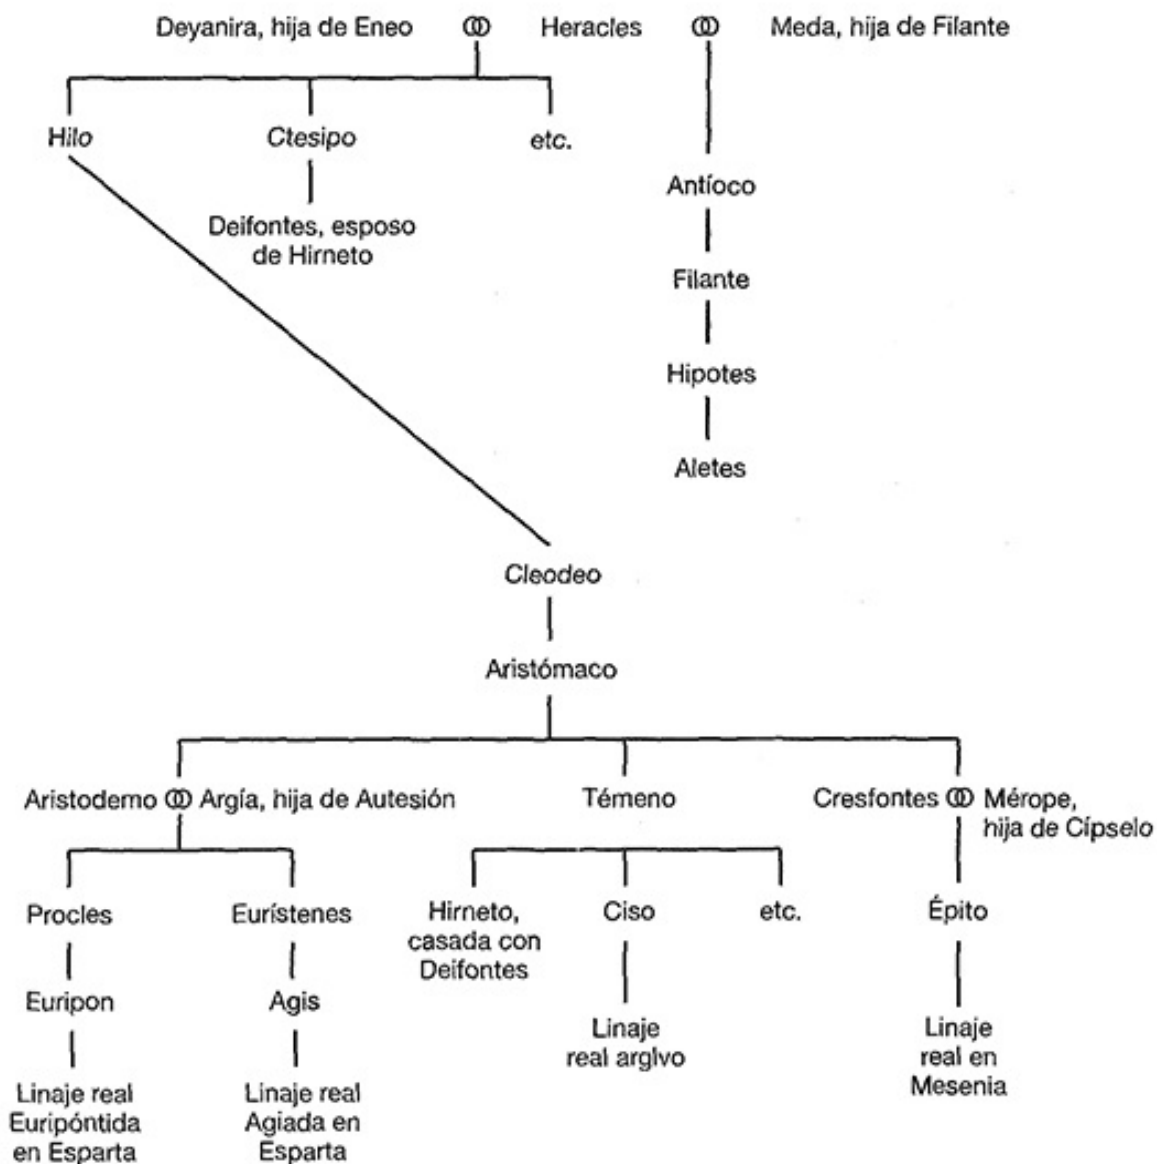 Deyanira, hija de Eneo Heracles Meda, hija de Filante
Hilo Ctesipo etc.
Antíoco
Deifontes, esposo
de Hirneto
Filante
Hipotes
Aletes
Cleodeo
Aristómaco
Aristodemo Argía, hija de Autesión Témeno Cresfontes Mérope,
hija de Cípselo
Procles Eurístenes Hirneto,
casada con
Deifontes Ciso etc. Épito
Euripon Agis
Linaje
real argivo
Linaje
real en
Mesenia
Linaje real
Euripóntida
en Esparta
Linaje real
Agiada en
Esparta